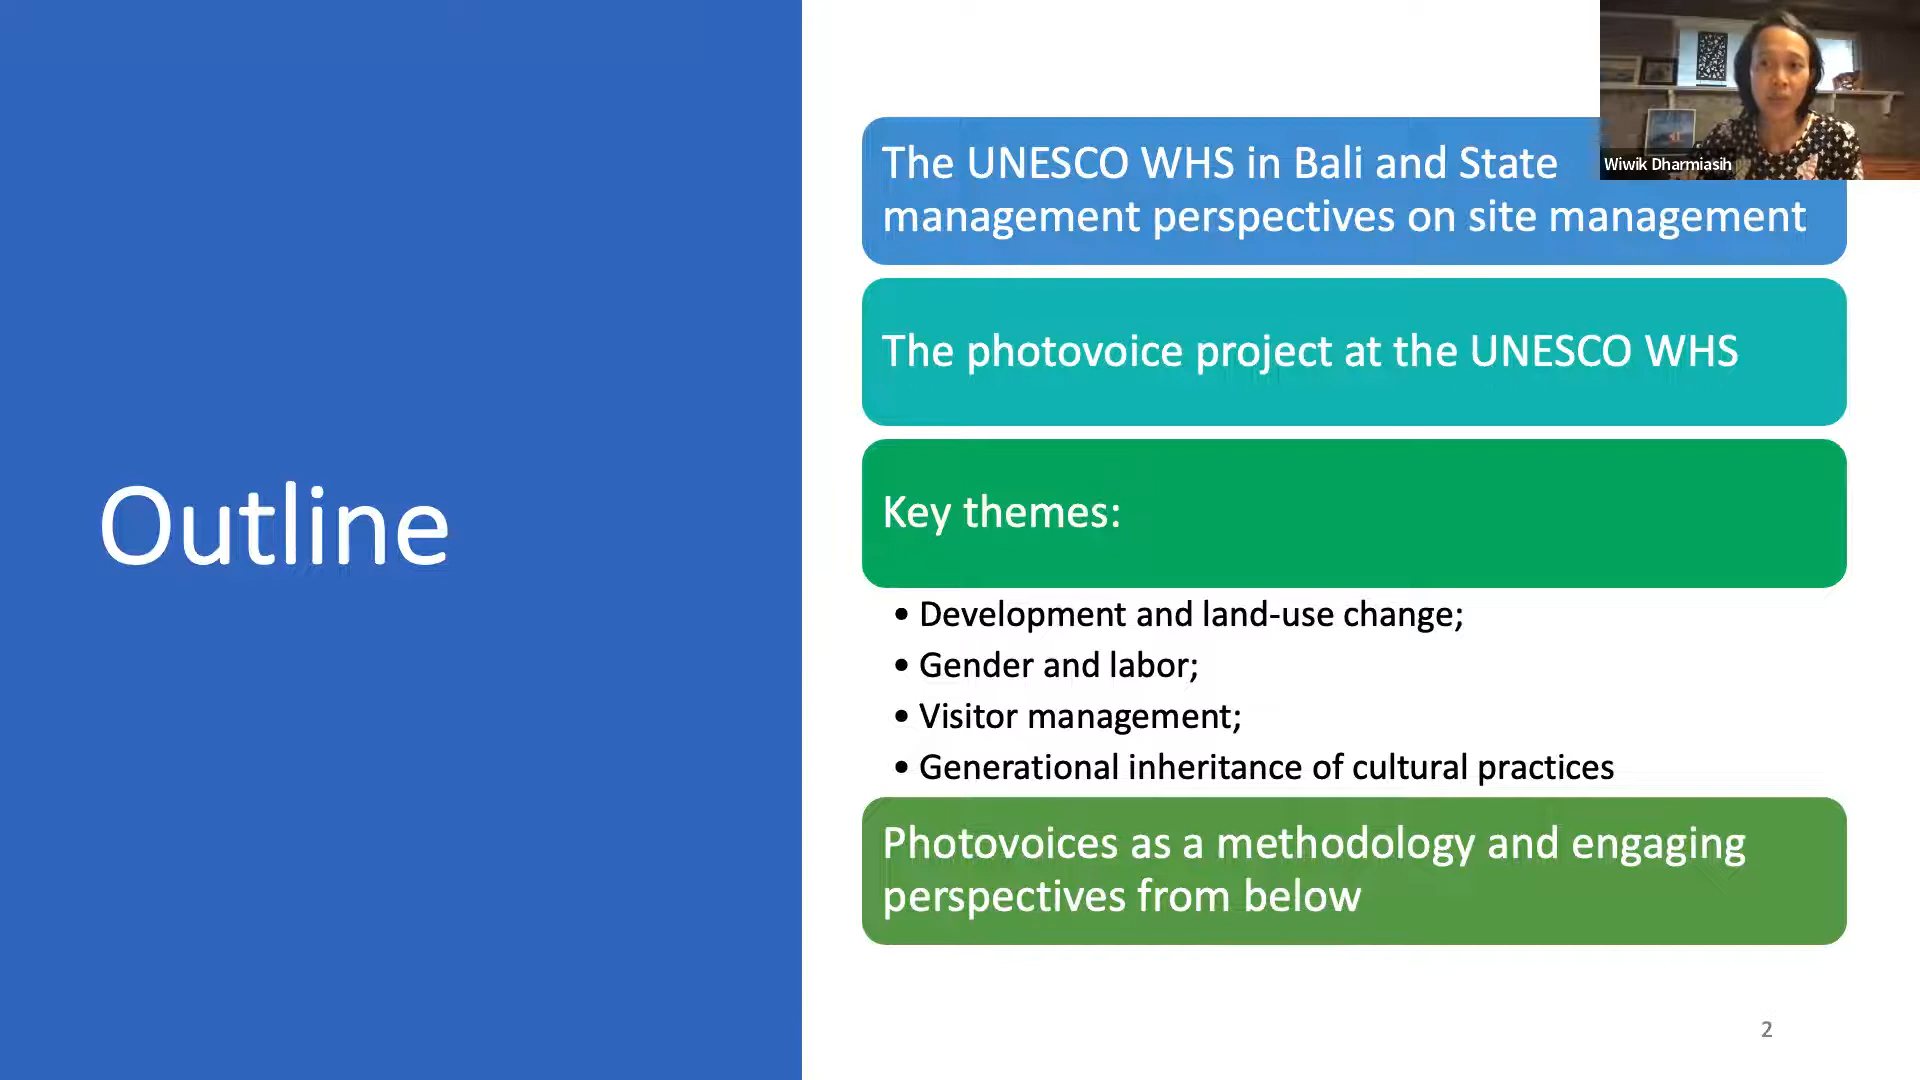 Outline
The UNESCO WHS in Bali and State
management perspectives on site management
The photovoice project at the UNESCO WHS
Key themes:
• Development and land-use change;
• Gender and labor;
• Visitor management;
• Generational inheritance of cultural practices
Photovoices as a methodology and engaging
perspectives from below
Wiwik Dharmiasih
2